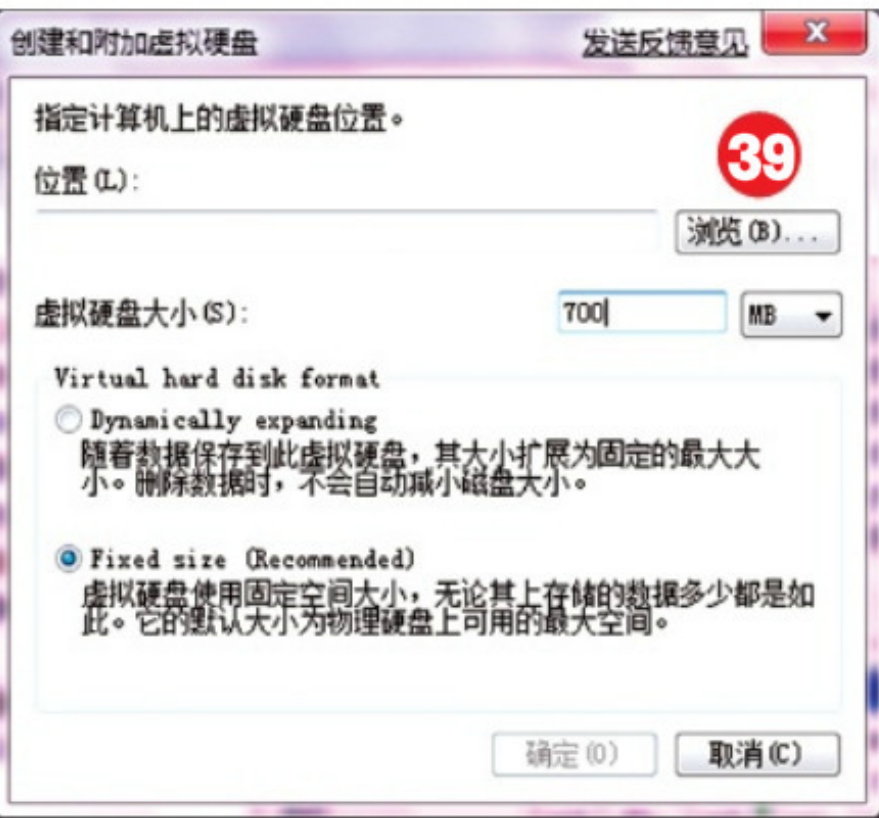 创建和附加虚拟硬盘 发送反馈意见
指定计算机上的虚拟硬盘位置。
39
位置(L):
浏览(B)...
虚拟硬盘大小(S): 700 MB
Virtual hard disk format
Dynamically expanding
随着数据保存到此虚拟硬盘，其大小扩展为固定的最大大
小。删除数据时，不会自动减小磁盘大小。
Fixed size (Recommended)
虚拟硬盘使用固定空间大小，无论其上存储的数据多少都是如
此。它的默认大小为物理硬盘上可用的最大空间。
确定(O) 取消(C)